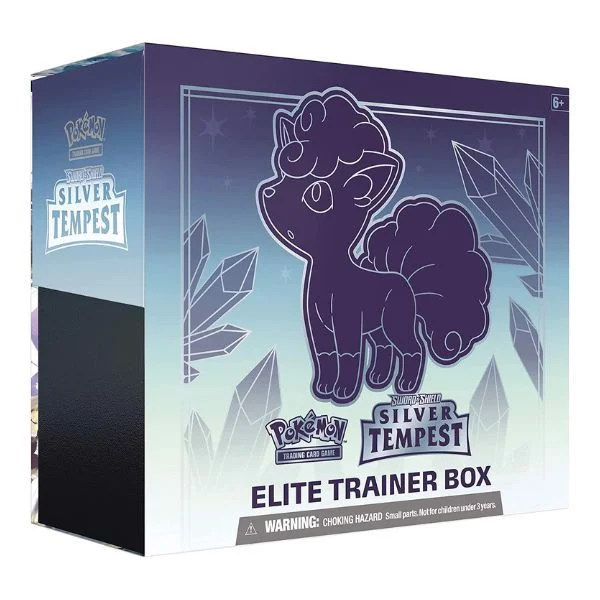 Pokémon
TRADING CARD GAME
SWORD & SHIELD
SILVER
TEMPEST
6+
Pokémon
TRADING CARD GAME
SWORD & SHIELD
SILVER
TEMPEST
ELITE TRAINER BOX
WARNING: CHOKING HAZARD Small parts. Not for children under 3 years.